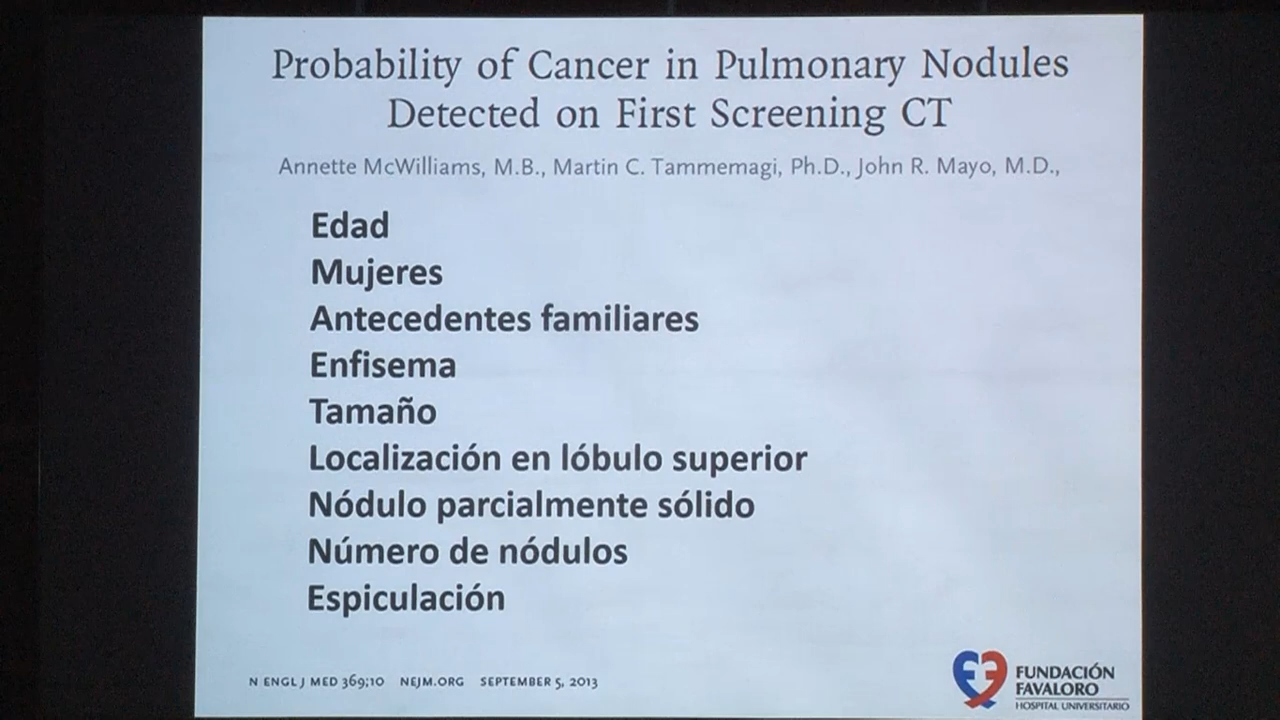 Probability of Cancer in Pulmonary Nodules
Detected on First Screening CT
Annette McWilliams, M.B., Martin C. Tammemagi, Ph.D., John R. Mayo, M.D.,
Edad
Mujeres
Antecedentes familiares
Enfisema
Tamaño
Localización en lóbulo superior
Nódulo parcialmente sólido
Número de nódulos
Espiculación
N ENGL J MED 369;10 NEJM.ORG SEPTEMBER 5, 2013
FUNDACIÓN
FAVALORO
HOSPITAL UNIVERSITARIO